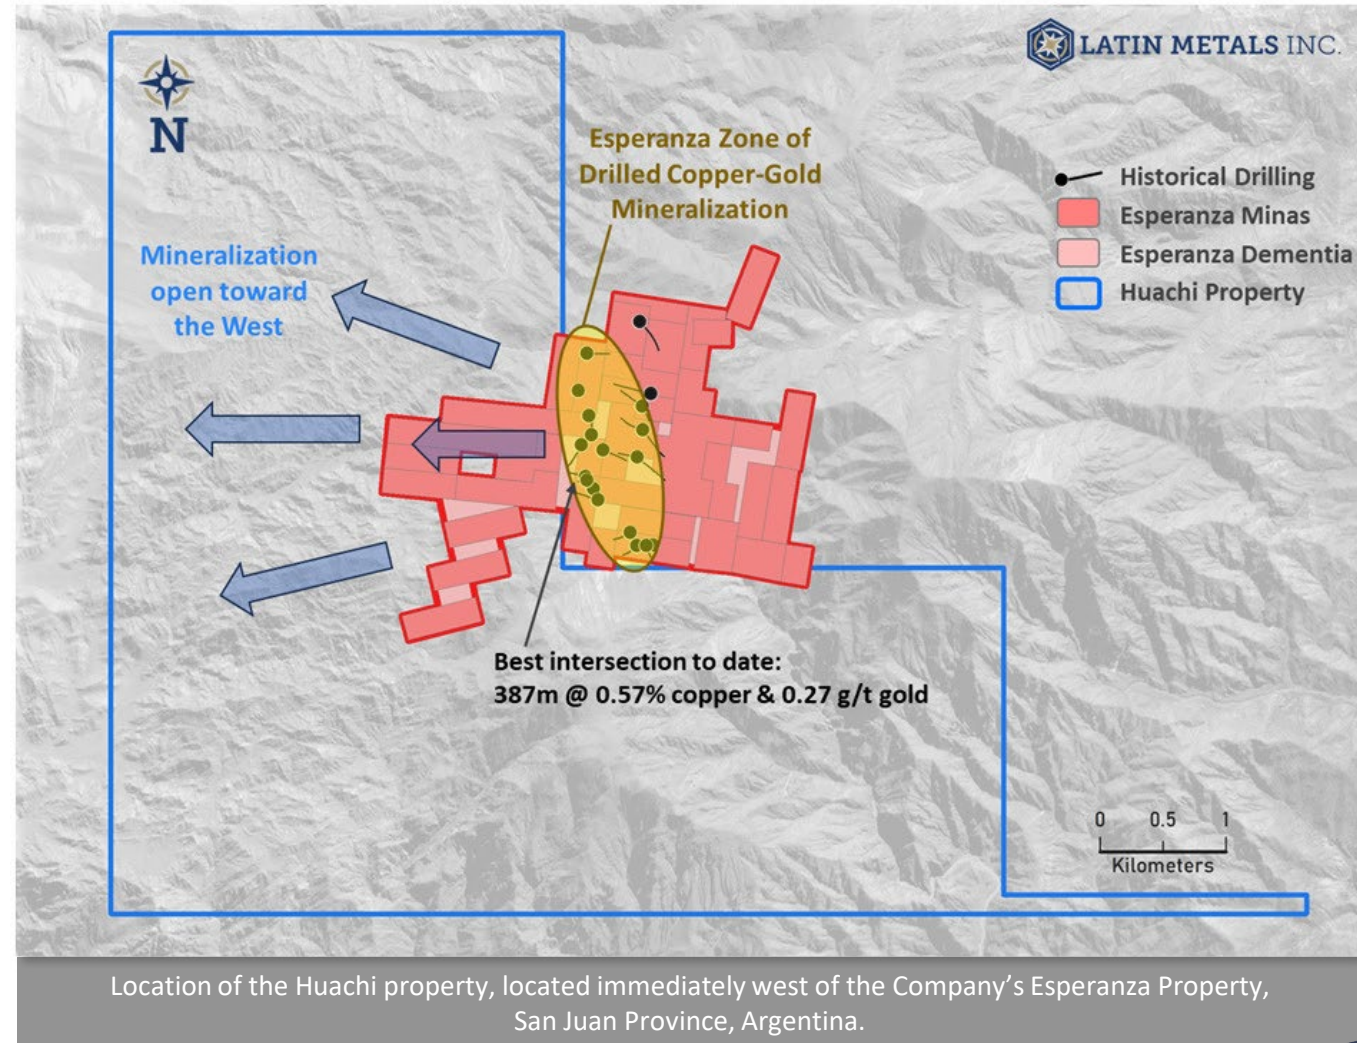 LATIN METALS INC.
N
Esperanza Zone of
Drilled Copper-Gold
Mineralization
Historical Drilling
Esperanza Minas
Esperanza Dementia
Huachi Property
Mineralization
open toward
the West
Best intersection to date:
387m @ 0.57% copper & 0.27 g/t gold
0 0.5 1
Kilometers
Location of the Huachi property, located immediately west of the Company’s Esperanza Property,
San Juan Province, Argentina.